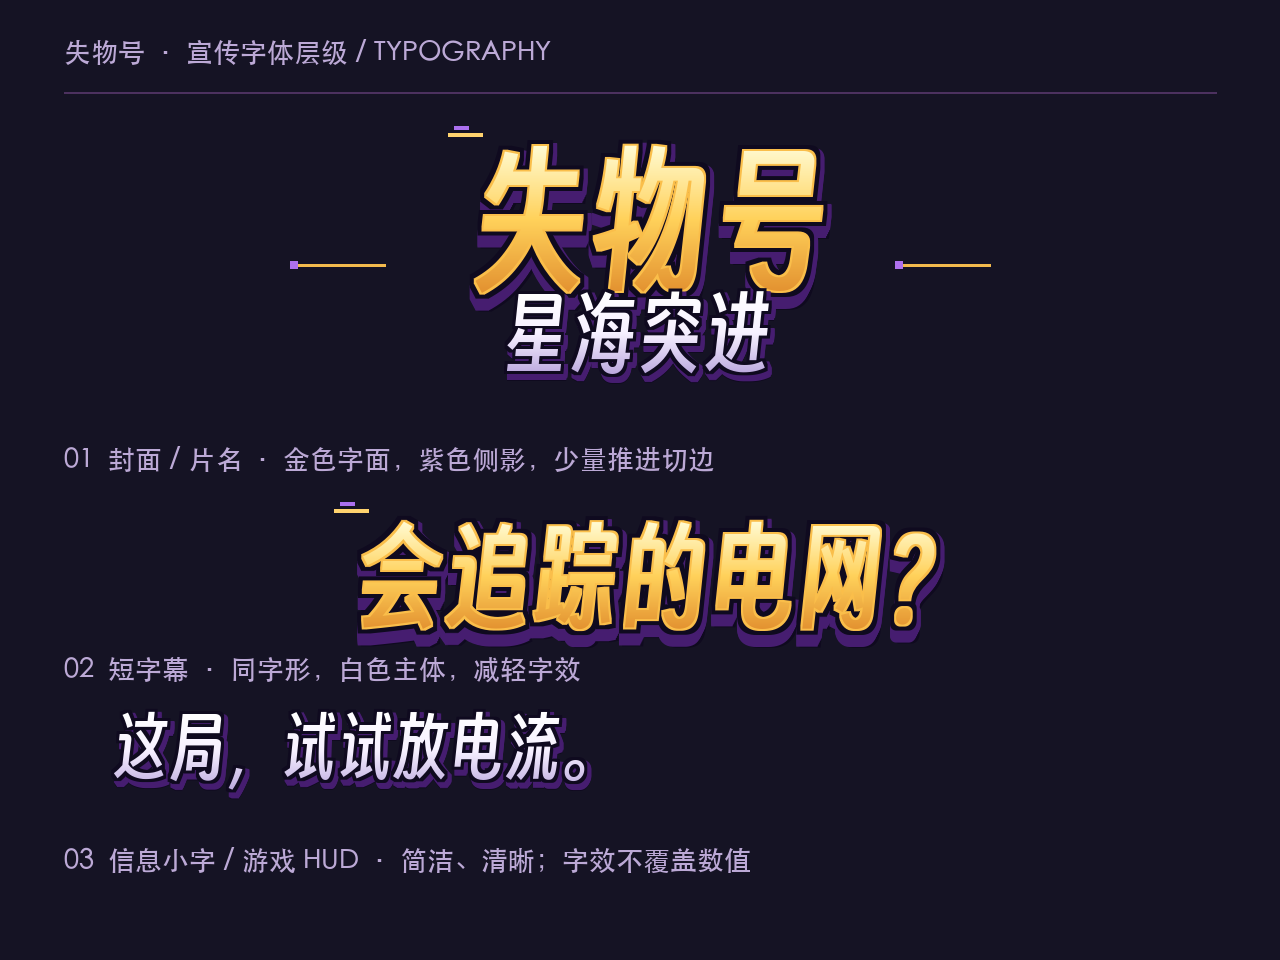 失物号 · 宣传字体层级 / TYPOGRAPHY
失物号
星海突进
01 封面 / 片名 · 金色字面，紫色侧影，少量推进切边
会追踪的电网？
02 短字幕 · 同字形，白色主体，减轻字效
这局，试试放电流。
03 信息小字 / 游戏 HUD · 简洁、清晰；字效不覆盖数值